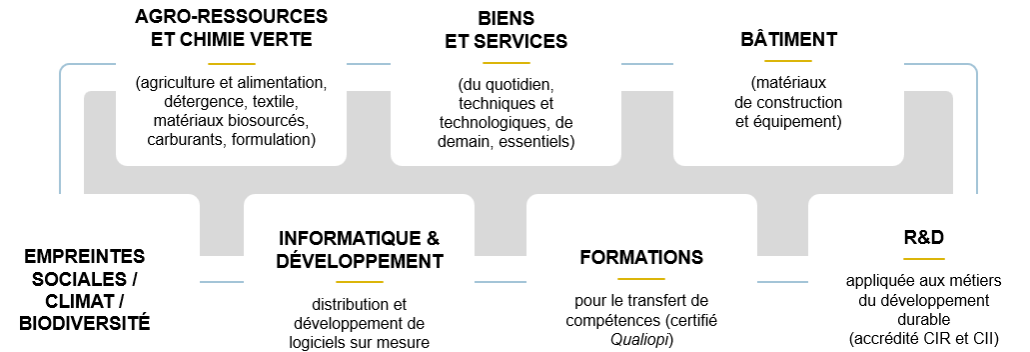 AGRO-RESSOURCES
ET CHIMIE VERTE
(agriculture et alimentation,
détergence, textile,
matériaux biosourcés,
carburants, formulation)
BIENS
ET SERVICES
(du quotidien,
techniques et
technologiques, de
demain, essentiels)
BÂTIMENT
(matériaux
de construction
et équipement)
EMPREINTES
SOCIALES /
CLIMAT /
BIODIVERSITÉ
INFORMATIQUE &
DÉVELOPPEMENT
distribution et
développement de
logiciels sur mesure
FORMATIONS
pour le transfert de
compétences (certifié
Qualiopi)
R&D
appliquée aux métiers
du développement
durable
(accrédité CIR et CII)